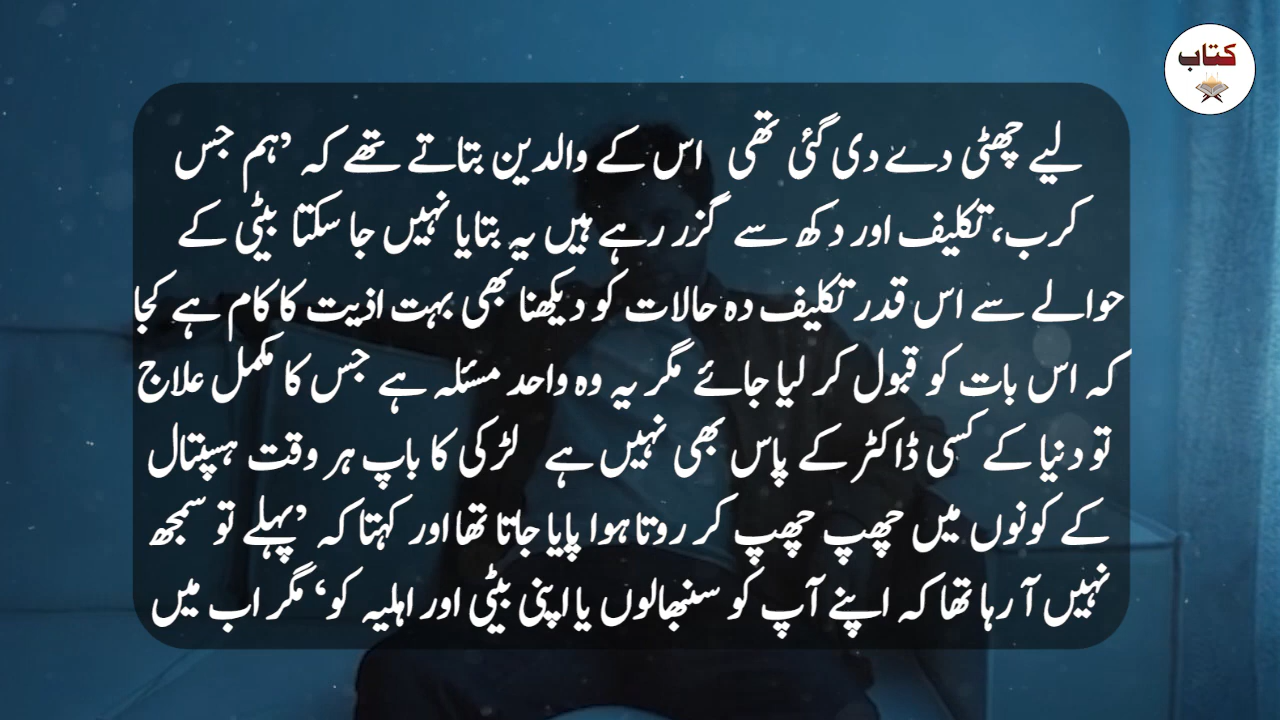 کتاب
لیے چھٹی دے دی گئی تھی اس کے والدین بتاتے تھے کہ ’ہم جس
کرب، تکلیف اور دکھ سے گزر رہے ہیں یہ بتایا نہیں جا سکتا بیٹی کے
حوالے سے اس قدر تکلیف دہ حالات کو دیکھنا بھی بہت اذیت کا کام ہے کجا
کہ اس بات کو قبول کر لیا جائے مگر یہ وہ واحد مسئلہ ہے جس کا مکمل علاج
تو دنیا کے کسی ڈاکٹر کے پاس بھی نہیں ہے لڑکی کا باپ ہر وقت ہسپتال
کے کونوں میں چھپ چھپ کر روتا ہوا پایا جاتا تھا اور کہتا کہ ’پہلے تو سمجھ
نہیں آ رہا تھا کہ اپنے آپ کو سنبھالوں یا اپنی بیٹی اور اہلیہ کو‘ مگر اب میں